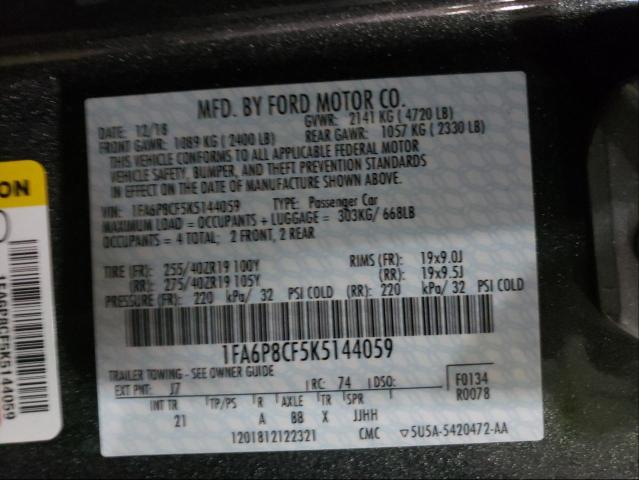 MFD. BY FORD MOTOR CO.
DATE: 12/18 GVWR: 2141 KG ( 4720 LB)
FRONT GAWR: 1089 KG ( 2400 LB) REAR GAWR: 1057 KG ( 2330 LB)
THIS VEHICLE CONFORMS TO ALL APPLICABLE FEDERAL MOTOR
VEHICLE SAFETY, BUMPER, AND THEFT PREVENTION STANDARDS
IN EFFECT ON THE DATE OF MANUFACTURE SHOWN ABOVE.
VIN: 1FA6P8CF5K5144059 TYPE: Passenger Car
MAXIMUM LOAD = OCCUPANTS + LUGGAGE = 303KG/ 668LB
OCCUPANTS = 4 TOTAL: 2 FRONT, 2 REAR
TIRE (FR): 255/40ZR19 100Y RIMS (FR): 19x9.0J
(RR): 275/40ZR19 105Y (RR): 19x9.5J
PRESSURE (FR): 220 kPa/ 32 PSI COLD (RR): 220 kPa/ 32 PSI COLD
1FA6P8CF5K5144059
TRAILER TOWING - SEE OWNER GUIDE
EXT PNT: J7 RC: 74 DSO: F0134
INT TR TP/PS R AXLE TR SPR R0078
21 A B8 X JJHH
1201812122321 CMC ▽5U5A-5420472-AA
ON
1FA6P8CF5K5144059